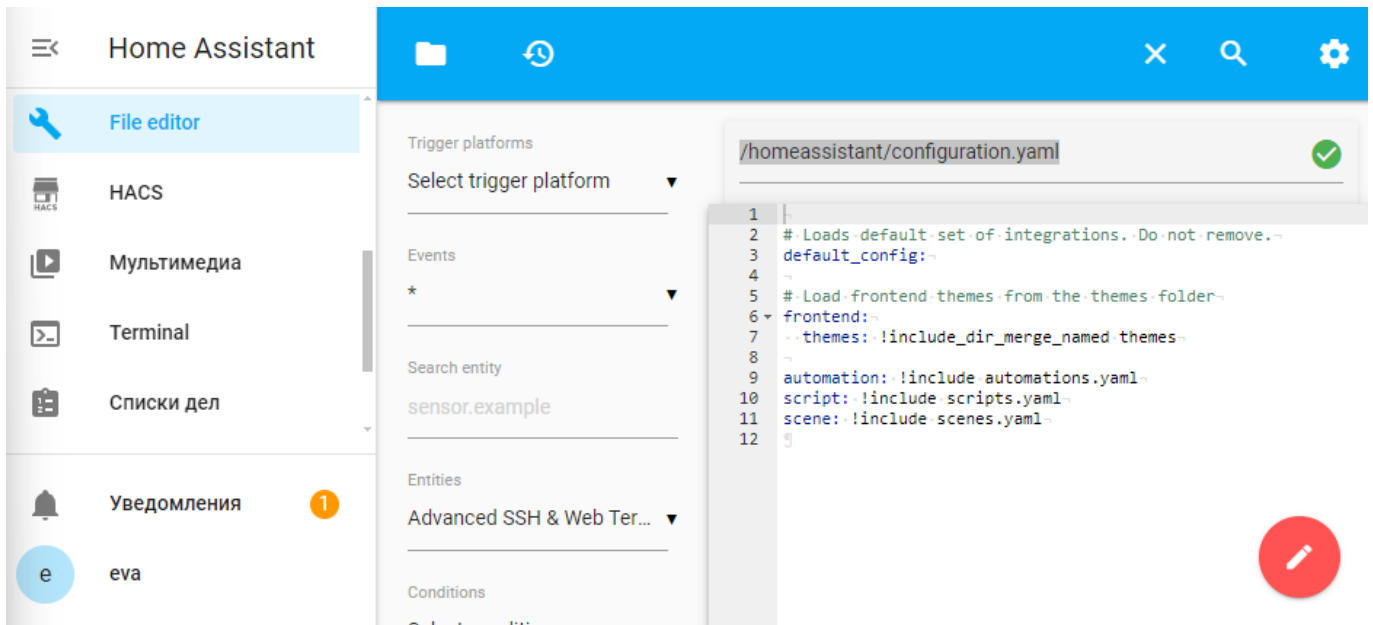 Home Assistant
File editor
HACS
HACS
Мультимедиа
Terminal
Списки дел
Уведомления
1
e
eva
Trigger platforms
Select trigger platform
Events
*
Search entity
sensor.example
Entities
Advanced SSH & Web Ter...
Conditions
/homeassistant/configuration.yaml
1
2 # Loads default set of integrations. Do not remove.
3 default_config:
4
5 # Load frontend themes from the themes folder
6 frontend:
7   themes: !include_dir_merge_named themes
8
9 automation: !include automations.yaml
10 script: !include scripts.yaml
11 scene: !include scenes.yaml
12